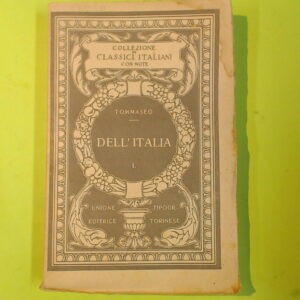 COLLEZIONE
DI
CLASSICI ITALIANI
CON NOTE
TOMMASEO
DELL'ITALIA
I.
UNIONE TIPOGR.
EDITRICE TORINESE